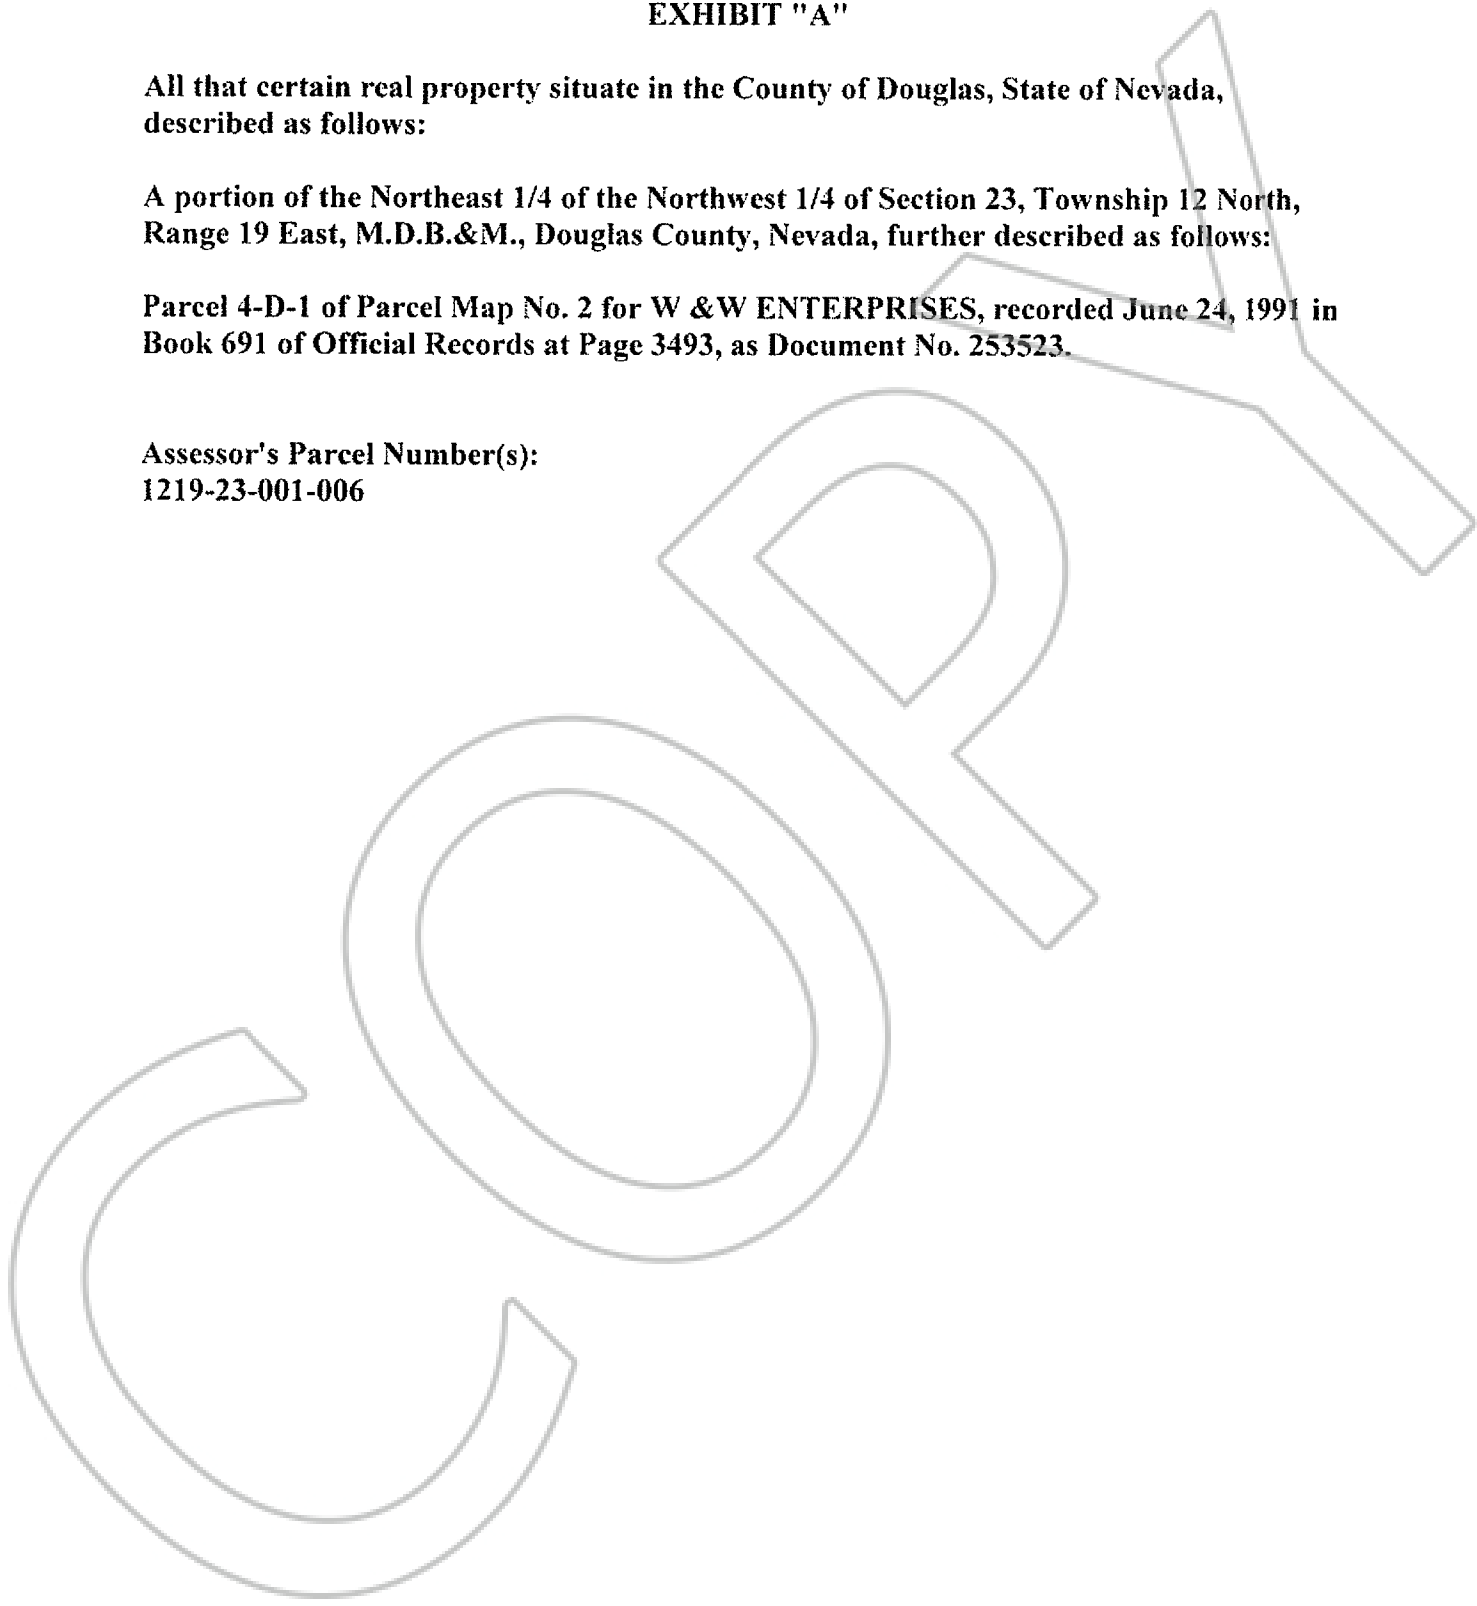 EXHIBIT "A"
All that certain real property situate in the County of Douglas, State of Nevada,
described as follows:
A portion of the Northeast 1/4 of the Northwest 1/4 of Section 23, Township 12 North,
Range 19 East, M.D.B.&M., Douglas County, Nevada, further described as follows:
Parcel 4-D-1 of Parcel Map No. 2 for W &W ENTERPRISES, recorded June 24, 1991 in
Book 691 of Official Records at Page 3493, as Document No. 253523.
Assessor's Parcel Number(s):
1219-23-001-006
COPY